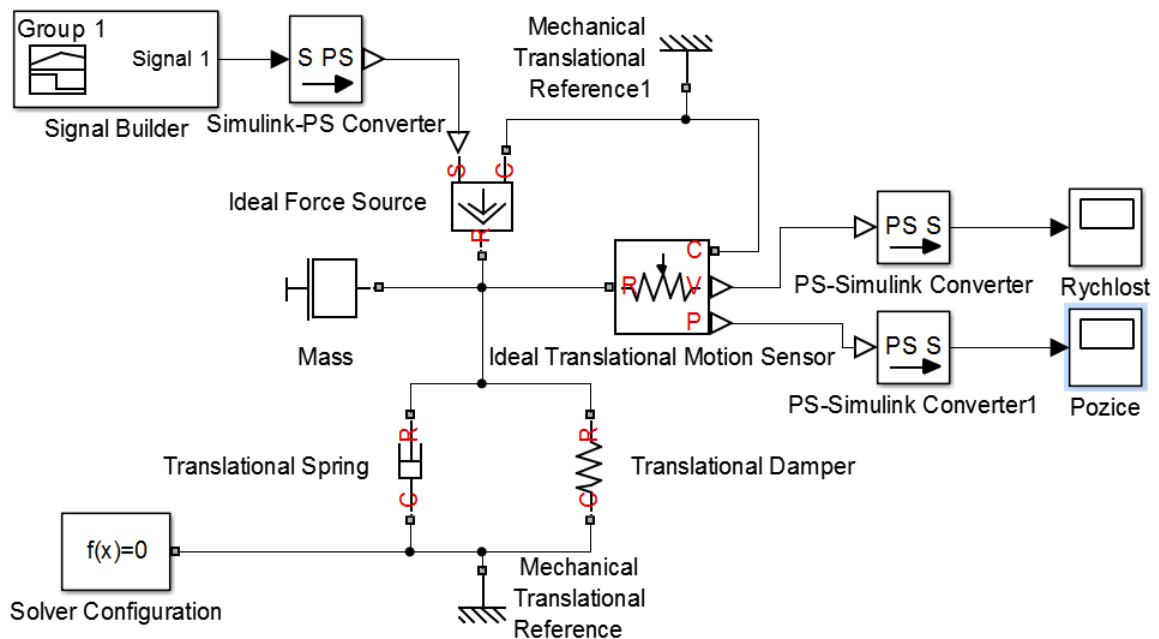 Group 1
Signal 1
Signal Builder
S PS
Simulink-PS Converter
Mechanical
Translational
Reference1
S
C
Ideal Force Source
R
Mass
C
R
V
P
Ideal Translational Motion Sensor
PS S
PS-Simulink Converter
Rychlost
PS S
PS-Simulink Converter1
Pozice
R
Translational Spring
C
R
Translational Damper
C
f(x)=0
Solver Configuration
Mechanical
Translational
Reference